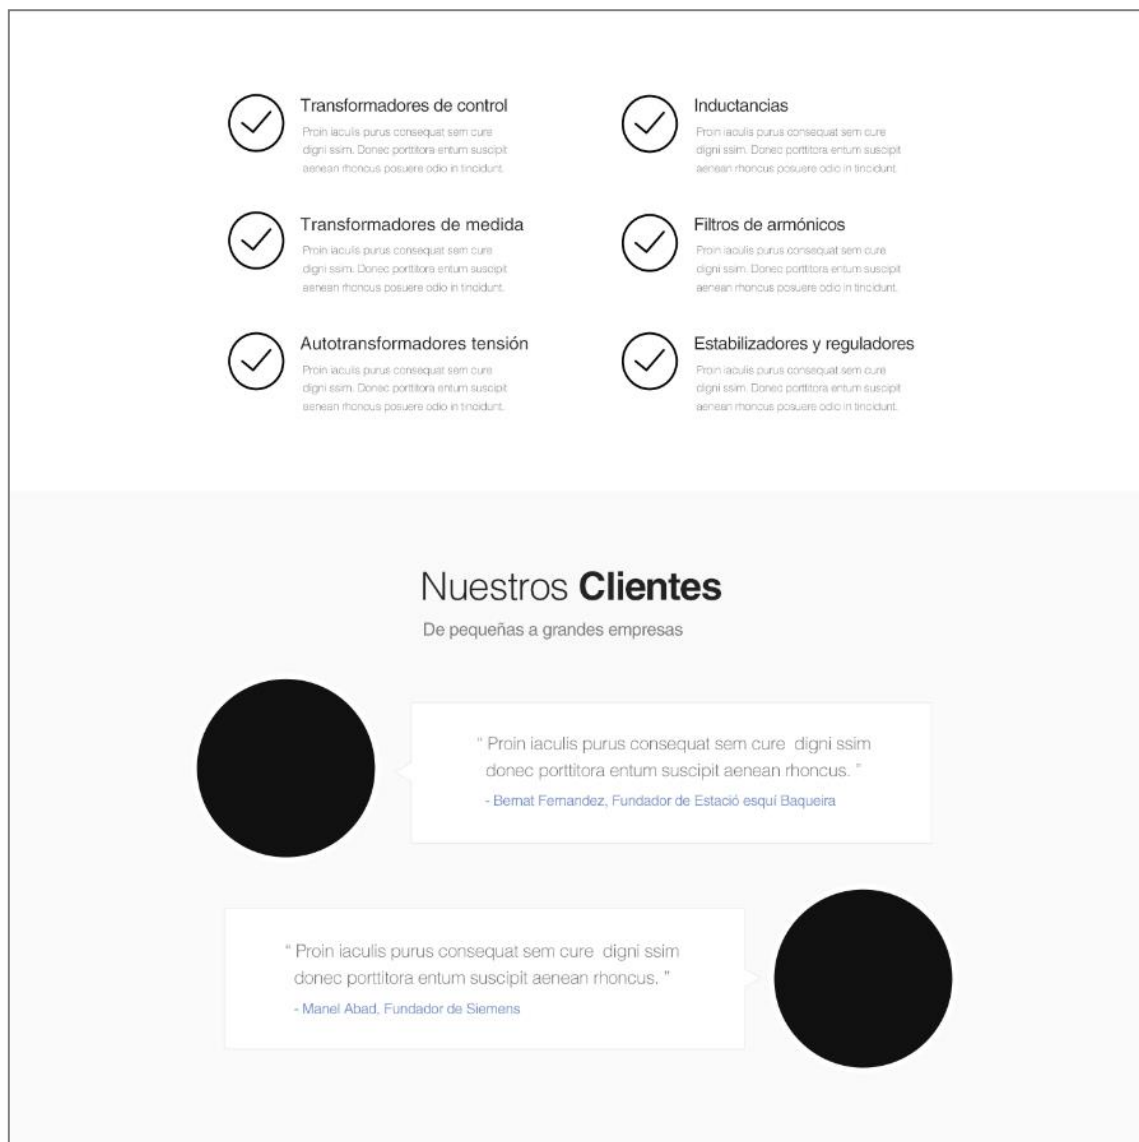 Transformadores de control
Proin iaculis purus consequat sem cure
digni ssim. Donec porttitora entum suscipit
aenean rhoncus posuere odio in tincidunt.
Inductancias
Proin iaculis purus consequat sem cure
digni ssim. Donec porttitora entum suscipit
aenean rhoncus posuere odio in tincidunt.
Transformadores de medida
Proin iaculis purus consequat sem cure
digni ssim. Donec porttitora entum suscipit
aenean rhoncus posuere odio in tincidunt.
Filtros de armónicos
Proin iaculis purus consequat sem cure
digni ssim. Donec porttitora entum suscipit
aenean rhoncus posuere odio in tincidunt.
Autotransformadores tensión
Proin iaculis purus consequat sem cure
digni ssim. Donec porttitora entum suscipit
aenean rhoncus posuere odio in tincidunt.
Estabilizadores y reguladores
Proin iaculis purus consequat sem cure
digni ssim. Donec porttitora entum suscipit
aenean rhoncus posuere odio in tincidunt.
Nuestros Clientes
De pequeñas a grandes empresas
“ Proin iaculis purus consequat sem cure digni ssim
donec porttitora entum suscipit aenean rhoncus. ”
- Bernat Fernandez, Fundador de Estació esquí Baqueira
“ Proin iaculis purus consequat sem cure digni ssim
donec porttitora entum suscipit aenean rhoncus. ”
- Manel Abad, Fundador de Siemens